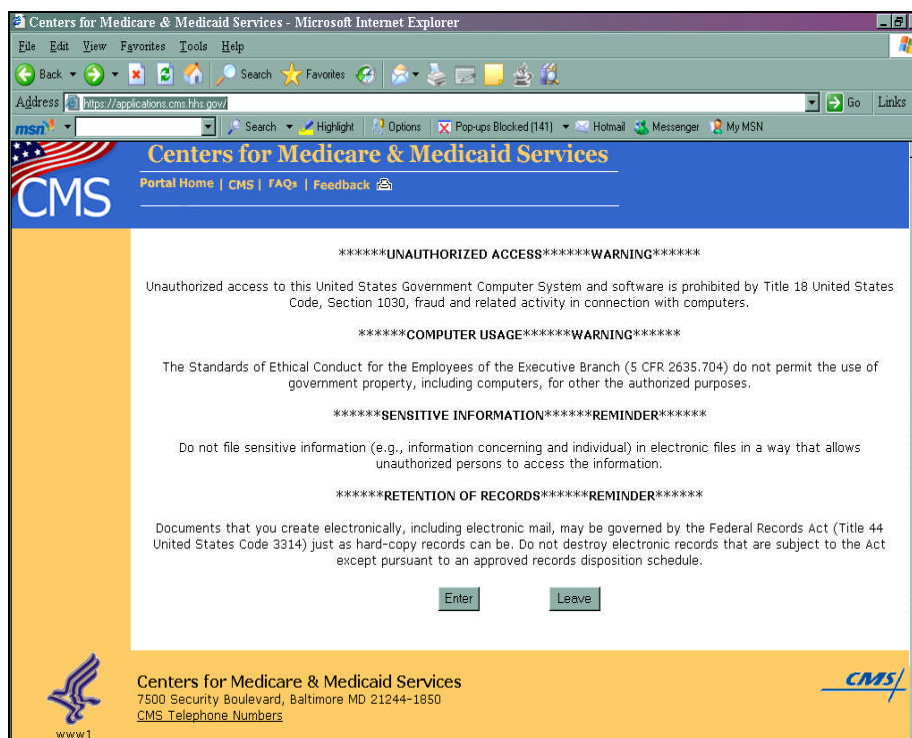 Centers for Medicare & Medicaid Services - Microsoft Internet Explorer
File Edit View Favorites Tools Help
Back Search Favorites
Address https://applications.cms.hhs.gov/ Go Links
msn Search Highlight Options Pop-ups Blocked (141) Hotmail Messenger My MSN
CMS
Centers for Medicare & Medicaid Services
Portal Home | CMS | FAQs | Feedback
******UNAUTHORIZED ACCESS******WARNING******
Unauthorized access to this United States Government Computer System and software is prohibited by Title 18 United States
Code, Section 1030, fraud and related activity in connection with computers.
******COMPUTER USAGE******WARNING******
The Standards of Ethical Conduct for the Employees of the Executive Branch (5 CFR 2635.704) do not permit the use of
government property, including computers, for other the authorized purposes.
******SENSITIVE INFORMATION******REMINDER******
Do not file sensitive information (e.g., information concerning and individual) in electronic files in a way that allows
unauthorized persons to access the information.
******RETENTION OF RECORDS******REMINDER******
Documents that you create electronically, including electronic mail, may be governed by the Federal Records Act (Title 44
United States Code 3314) just as hard-copy records can be. Do not destroy electronic records that are subject to the Act
except pursuant to an approved records disposition schedule.
Enter Leave
Centers for Medicare & Medicaid Services
7500 Security Boulevard, Baltimore MD 21244-1850
CMS Telephone Numbers
CMS/
www1